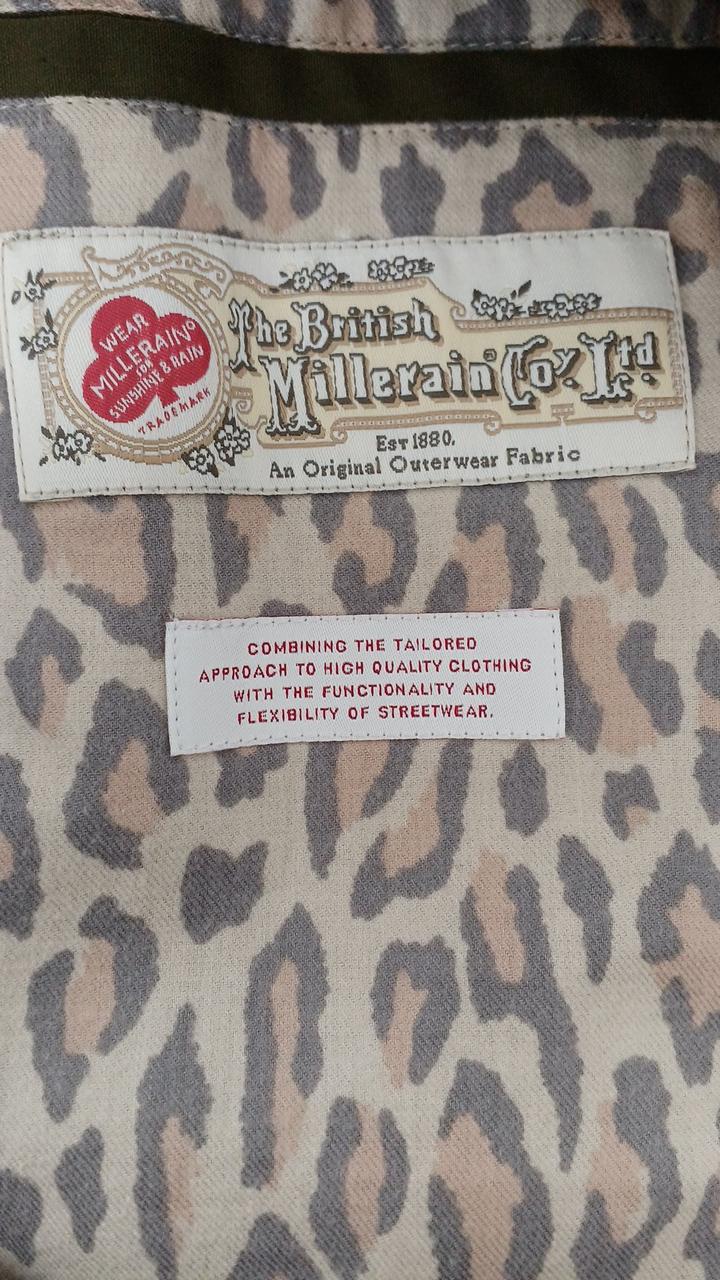 WEAR
MILLERAIN
FOR
SUNSHINE & RAIN
TRADEMARK
The British
Millerain® Coy. Ltd.
EST 1880.
An Original Outerwear Fabric
COMBINING THE TAILORED
APPROACH TO HIGH QUALITY CLOTHING
WITH THE FUNCTIONALITY AND
FLEXIBILITY OF STREETWEAR.